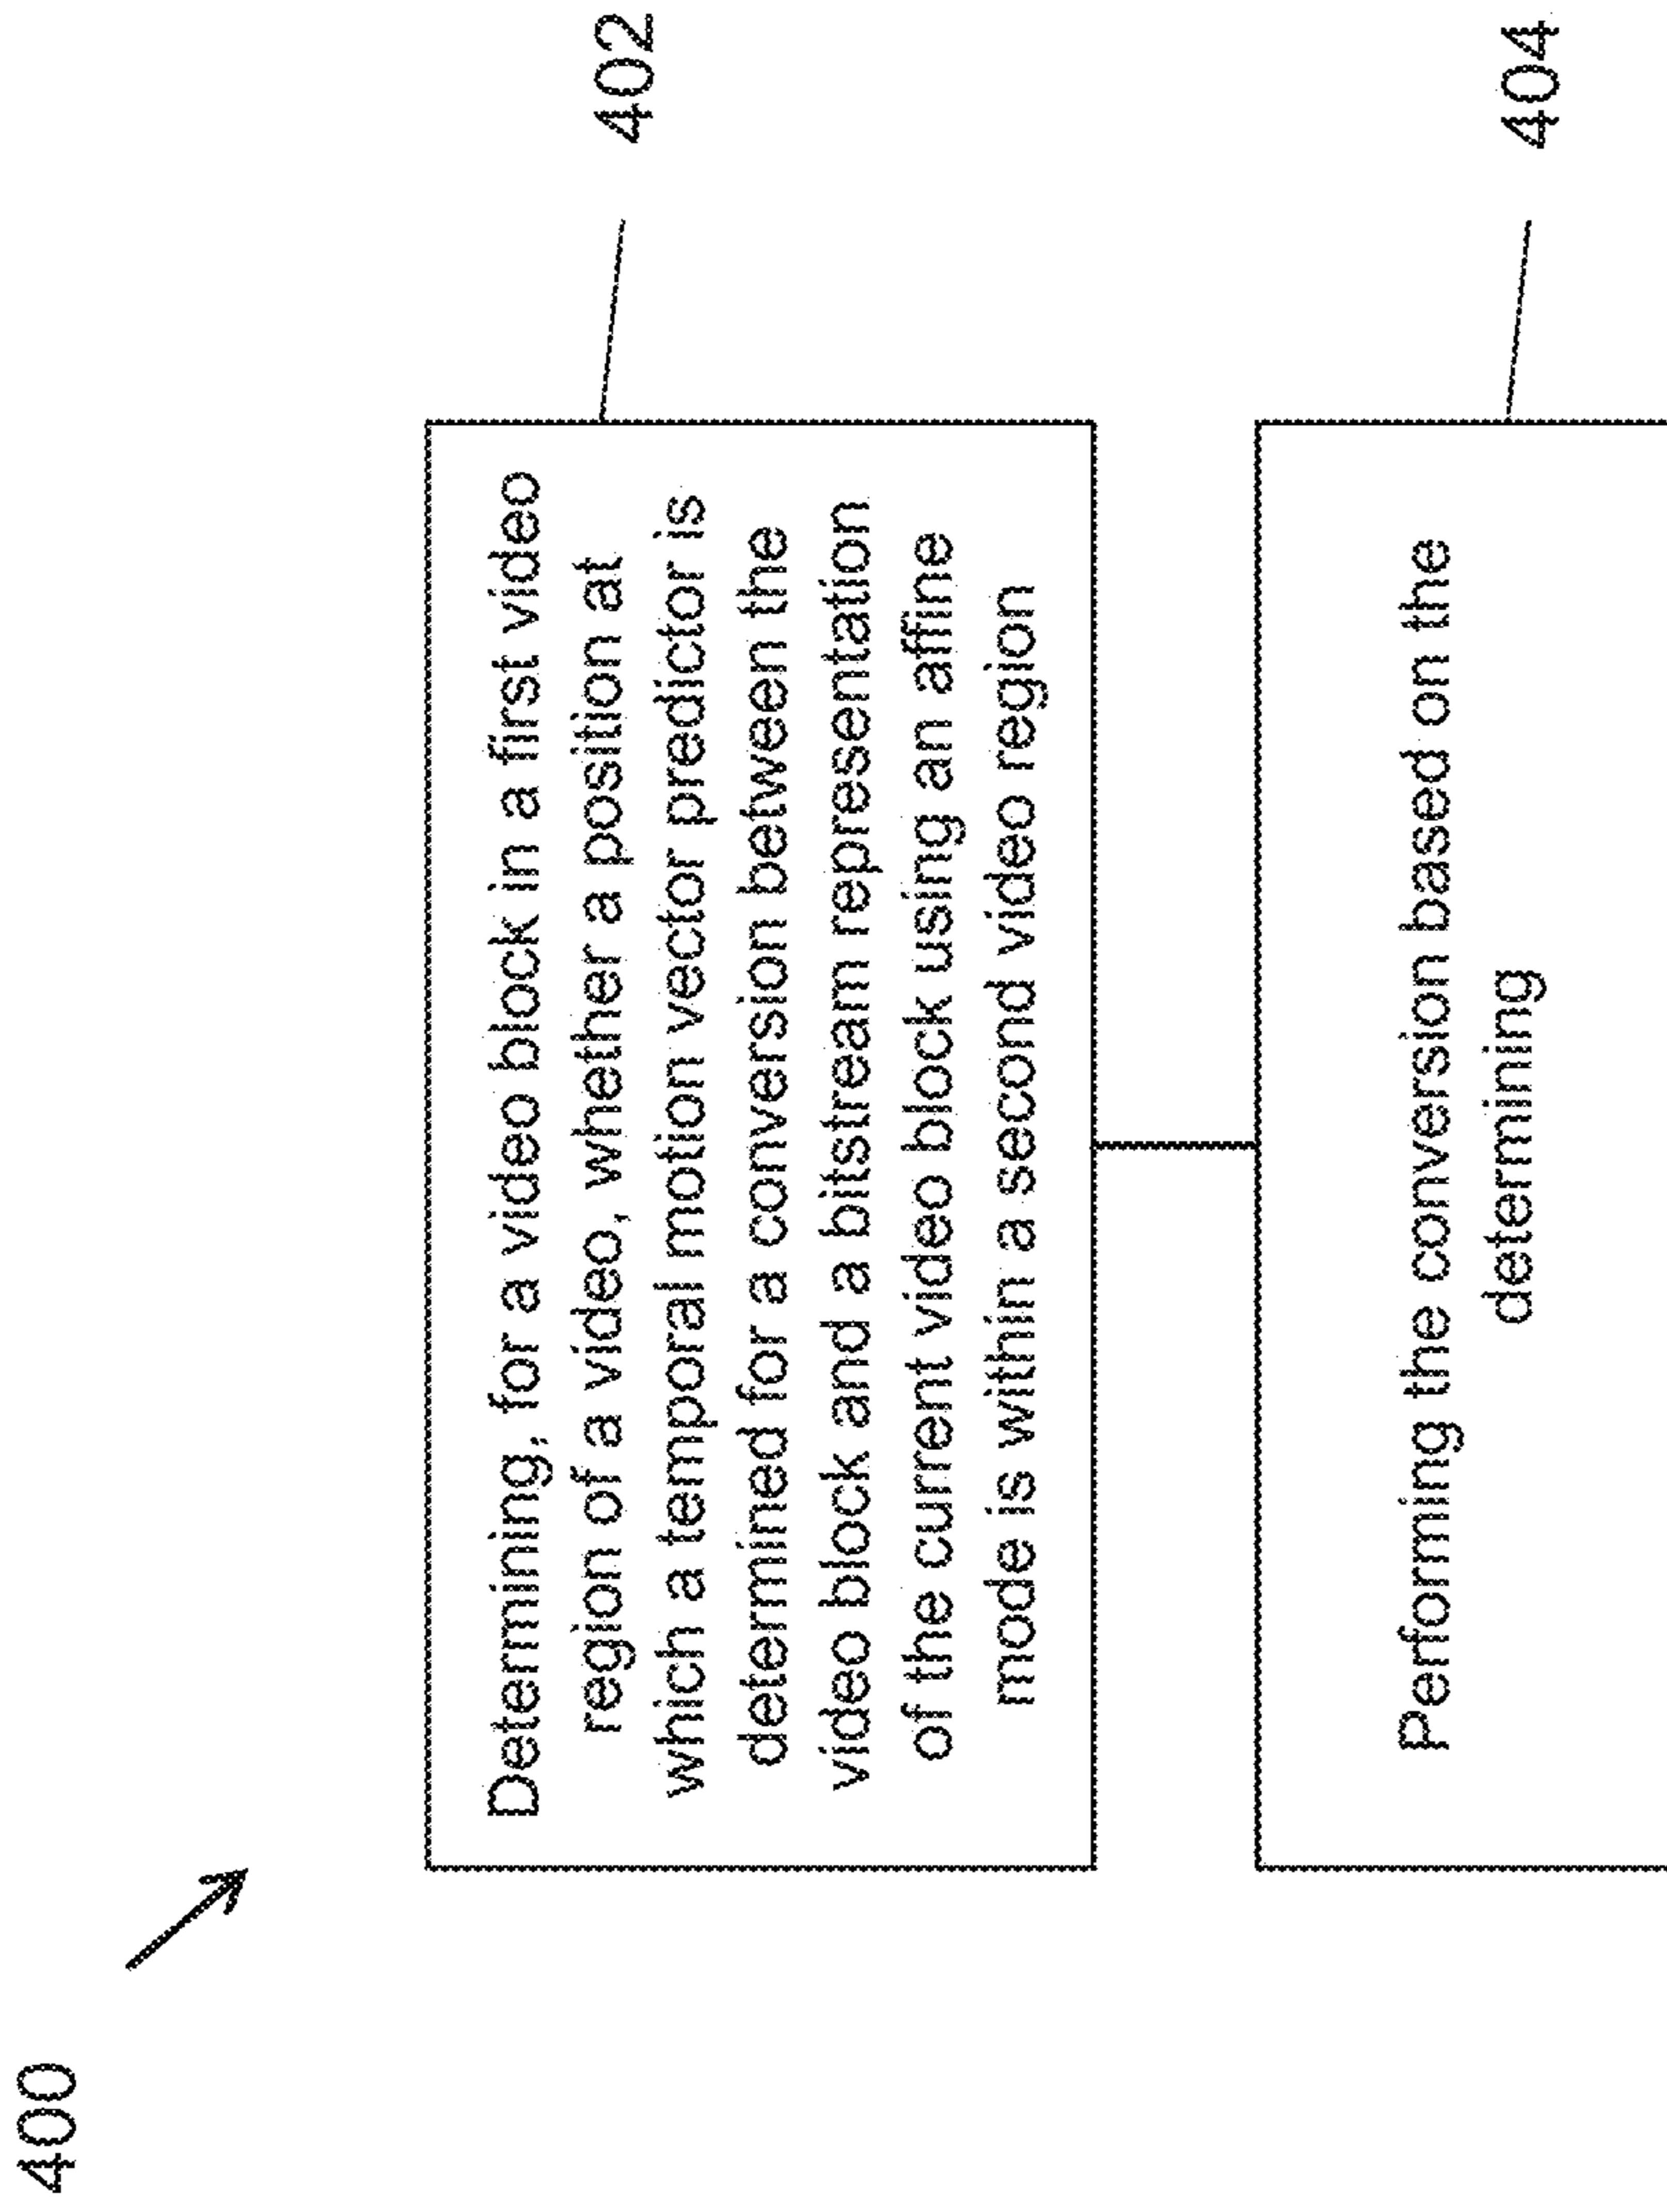 400
Determining, for a video block in a first video
region of a video, whether a position at
which a temporal motion vector predictor is
determined for a conversion between the
video block and a bitstream representation
of the current video block using an affine
mode is within a second video region
402
Performing the conversion based on the
determining
404